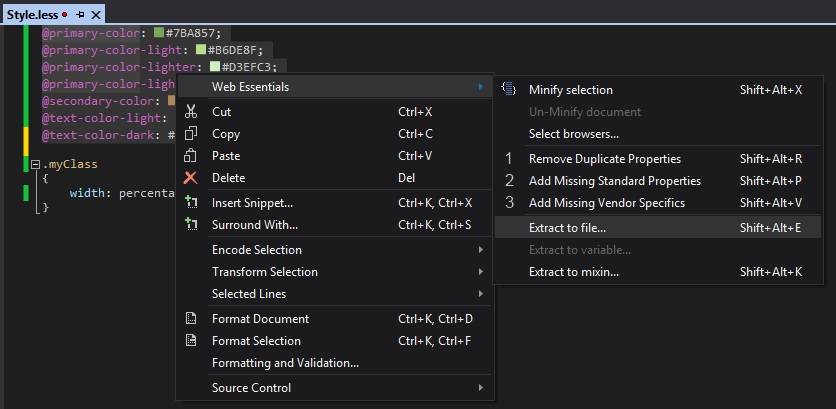 Style.less
@primary-color: #7BA857;
@primary-color-light: #B6DE8F;
@primary-color-lighter: #D3EFC3;
@primary-color-ligh
@secondary-color:
@text-color-light:
@text-color-dark: #
.myClass
{
width: percenta
}
Web Essentials
Cut Ctrl+X
Copy Ctrl+C
Paste Ctrl+V
Delete Del
Insert Snippet... Ctrl+K, Ctrl+X
Surround With... Ctrl+K, Ctrl+S
Encode Selection
Transform Selection
Selected Lines
Format Document Ctrl+K, Ctrl+D
Format Selection Ctrl+K, Ctrl+F
Formatting and Validation...
Source Control
Minify selection Shift+Alt+X
Un-Minify document
Select browsers...
1 Remove Duplicate Properties Shift+Alt+R
2 Add Missing Standard Properties Shift+Alt+P
3 Add Missing Vendor Specifics Shift+Alt+V
Extract to file... Shift+Alt+E
Extract to variable...
Extract to mixin... Shift+Alt+K